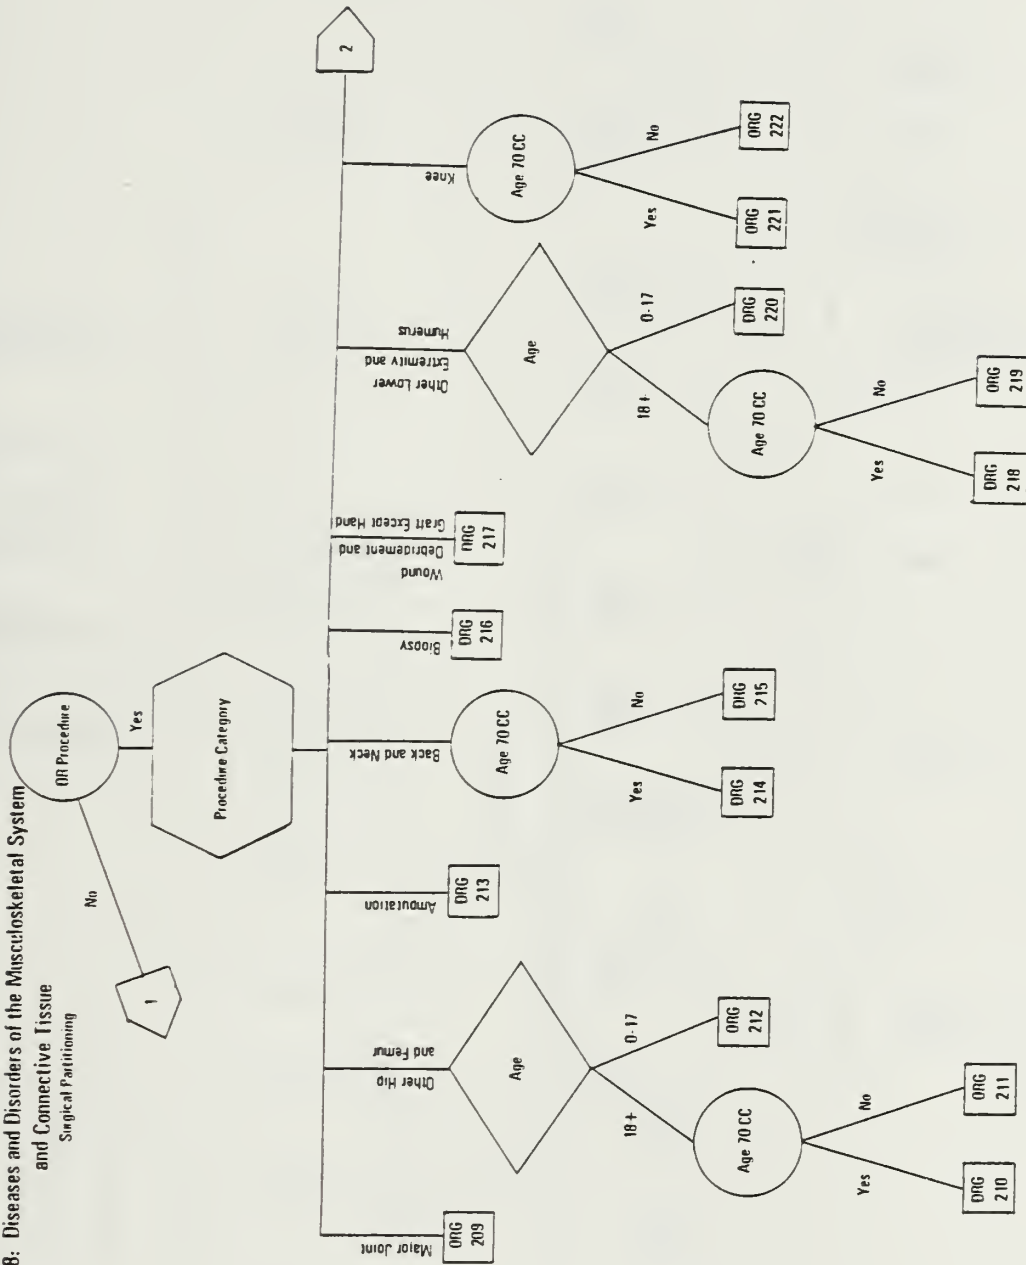 8: Diseases and Disorders of the Musculoskeletal System
and Connective Tissue
Surgical Partitioning
OR Procedure
No
Yes
1
Procedure Category
2
Major Joint
DRG
209
Other Hip
and Femur
Age
18+
0-17
Age 70 CC
Yes
No
DRG
210
DRG
211
DRG
212
Amputation
DRG
213
Back and Neck
Age 70 CC
Yes
No
DRG
214
DRG
215
Biopsy
DRG
216
Wound
Debridement and
Graft Except Hand
DRG
217
Other Lower
Extremity and
Humerus
Age
18+
0-17
Age 70 CC
Yes
No
DRG
218
DRG
219
DRG
220
Knee
Age 70 CC
Yes
No
DRG
221
DRG
222